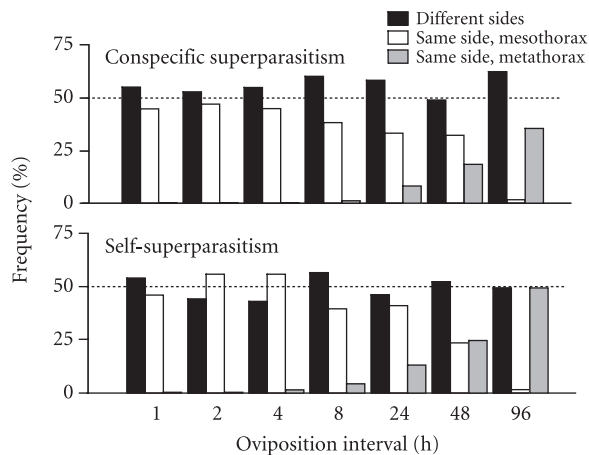 Different sides
Same side, mesothorax
Same side, metathorax
75
Conspecific superparasitism
50
25
0
Frequency (%)
75
Self-superparasitism
50
25
0
1 2 4 8 24 48 96
Oviposition interval (h)